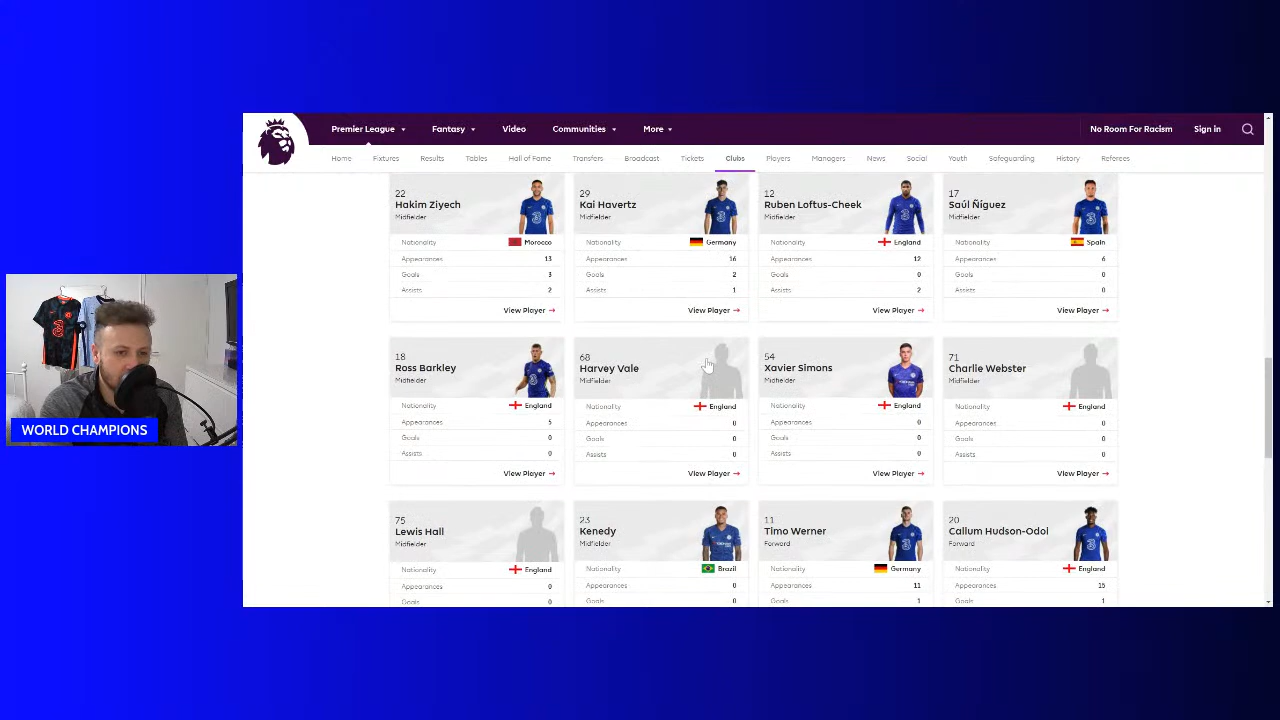 Premier League
Fantasy
Video
Communities
More
No Room For Racism
Sign in
Home
Fixtures
Results
Tables
Hall of Fame
Transfers
Broadcast
Tickets
Clubs
Players
Managers
News
Social
Youth
Safeguarding
History
Referees
22
Hakim Ziyech
Midfielder
Nationality Morocco
Appearances 13
Goals 3
Assists 2
View Player →
29
Kai Havertz
Midfielder
Nationality Germany
Appearances 16
Goals 2
Assists 1
View Player →
12
Ruben Loftus-Cheek
Midfielder
Nationality England
Appearances 12
Goals 0
Assists 2
View Player →
17
Saúl Ñíguez
Midfielder
Nationality Spain
Appearances 6
Goals 0
Assists 0
View Player →
18
Ross Barkley
Midfielder
Nationality England
Appearances 5
Goals 0
Assists 0
View Player →
68
Harvey Vale
Midfielder
Nationality England
Appearances 0
Goals 0
Assists 0
View Player →
54
Xavier Simons
Midfielder
Nationality England
Appearances 0
Goals 0
Assists 0
View Player →
71
Charlie Webster
Midfielder
Nationality England
Appearances 0
Goals 0
Assists 0
View Player →
75
Lewis Hall
Midfielder
Nationality England
Appearances 0
Goals 0
23
Kenedy
Midfielder
Nationality Brazil
Appearances 0
Goals 0
11
Timo Werner
Forward
Nationality Germany
Appearances 11
Goals 1
20
Callum Hudson-Odoi
Forward
Nationality England
Appearances 15
Goals 1
WORLD CHAMPIONS